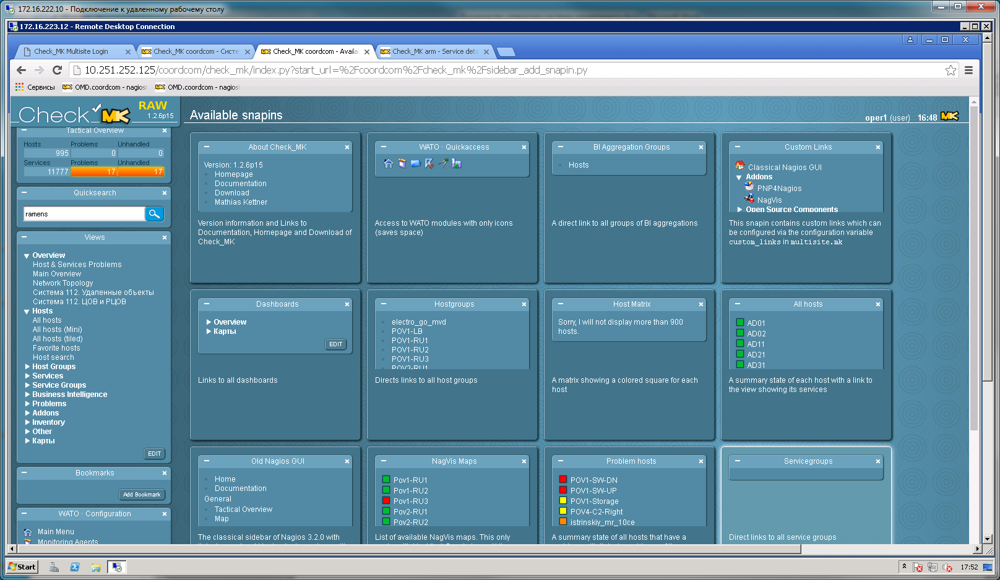 172.16.222.10 - Подключение к удаленному рабочему столу
172.16.223.12 - Remote Desktop Connection
Check_MK Multisite Login
Check_MK coordcom - Систе
Check_MK coordcom - Availa
Check_MK arm - Service deta
10.251.252.125/coordcom/check_mk/index.py?start_url=%2Fcoordcom%2Fcheck_mk%2Fsidebar_add_snapin.py
Сервисы
OMD.coordcom - nagios
OMD.coordcom - nagios
Check MK
RAW
1.2.6p15
Available snapins
oper1 (user) 16:48
Tactical Overview
Hosts Problems Unhandled
995 0 0
Services Problems Unhandled
11777 17 17
Quicksearch
ramens
Views
Overview
Host & Services Problems
Main Overview
Network Topology
Система 112. Удаленные объекты
Система 112. ЦОВ и РЦОВ
Hosts
All hosts
All hosts (Mini)
All hosts (tiled)
Favorite hosts
Host search
Host Groups
Services
Service Groups
Business Intelligence
Problems
Addons
Inventory
Other
Карты
EDIT
Bookmarks
Add Bookmark
WATO · Configuration
Main Menu
Monitoring Agents
About Check_MK
Version: 1.2.6p15
Homepage
Documentation
Download
Mathias Kettner
Version information and Links to
Documentation, Homepage and Download of
Check_MK
WATO · Quickaccess
Access to WATO modules with only icons
(saves space)
BI Aggregation Groups
Hosts
A direct link to all groups of BI aggregations
Custom Links
Classical Nagios GUI
Addons
PNP4Nagios
NagVis
Open Source Components
This snapin contains custom links which can
be configured via the configuration variable
custom_links in multisite.mk
Dashboards
Overview
Карты
EDIT
Links to all dashboards
Hostgroups
electro_go_mvd
POV1-LB
POV1-RU1
POV1-RU2
POV1-RU3
POV2-RU1
Directs links to all host groups
Host Matrix
Sorry, I will not display more than 900
hosts.
A matrix showing a colored square for each
host
All hosts
AD01
AD02
AD11
AD21
AD31
A summary state of each host with a link to
the view showing its services
Old Nagios GUI
Home
Documentation
General
Tactical Overview
Map
The classical sidebar of Nagios 3.2.0 with
NagVis Maps
Pov1-RU1
Pov1-RU2
Pov1-RU3
Pov2-RU1
Pov2-RU2
List of available NagVis maps. This only
Problem hosts
POV1-SW-DN
POV1-SW-UP
POV1-Storage
POV4-C2-Right
istrinskiy_mr_10ce
A summary state of all hosts that have a
Servicegroups
Direct links to all service groups
Start
17:52